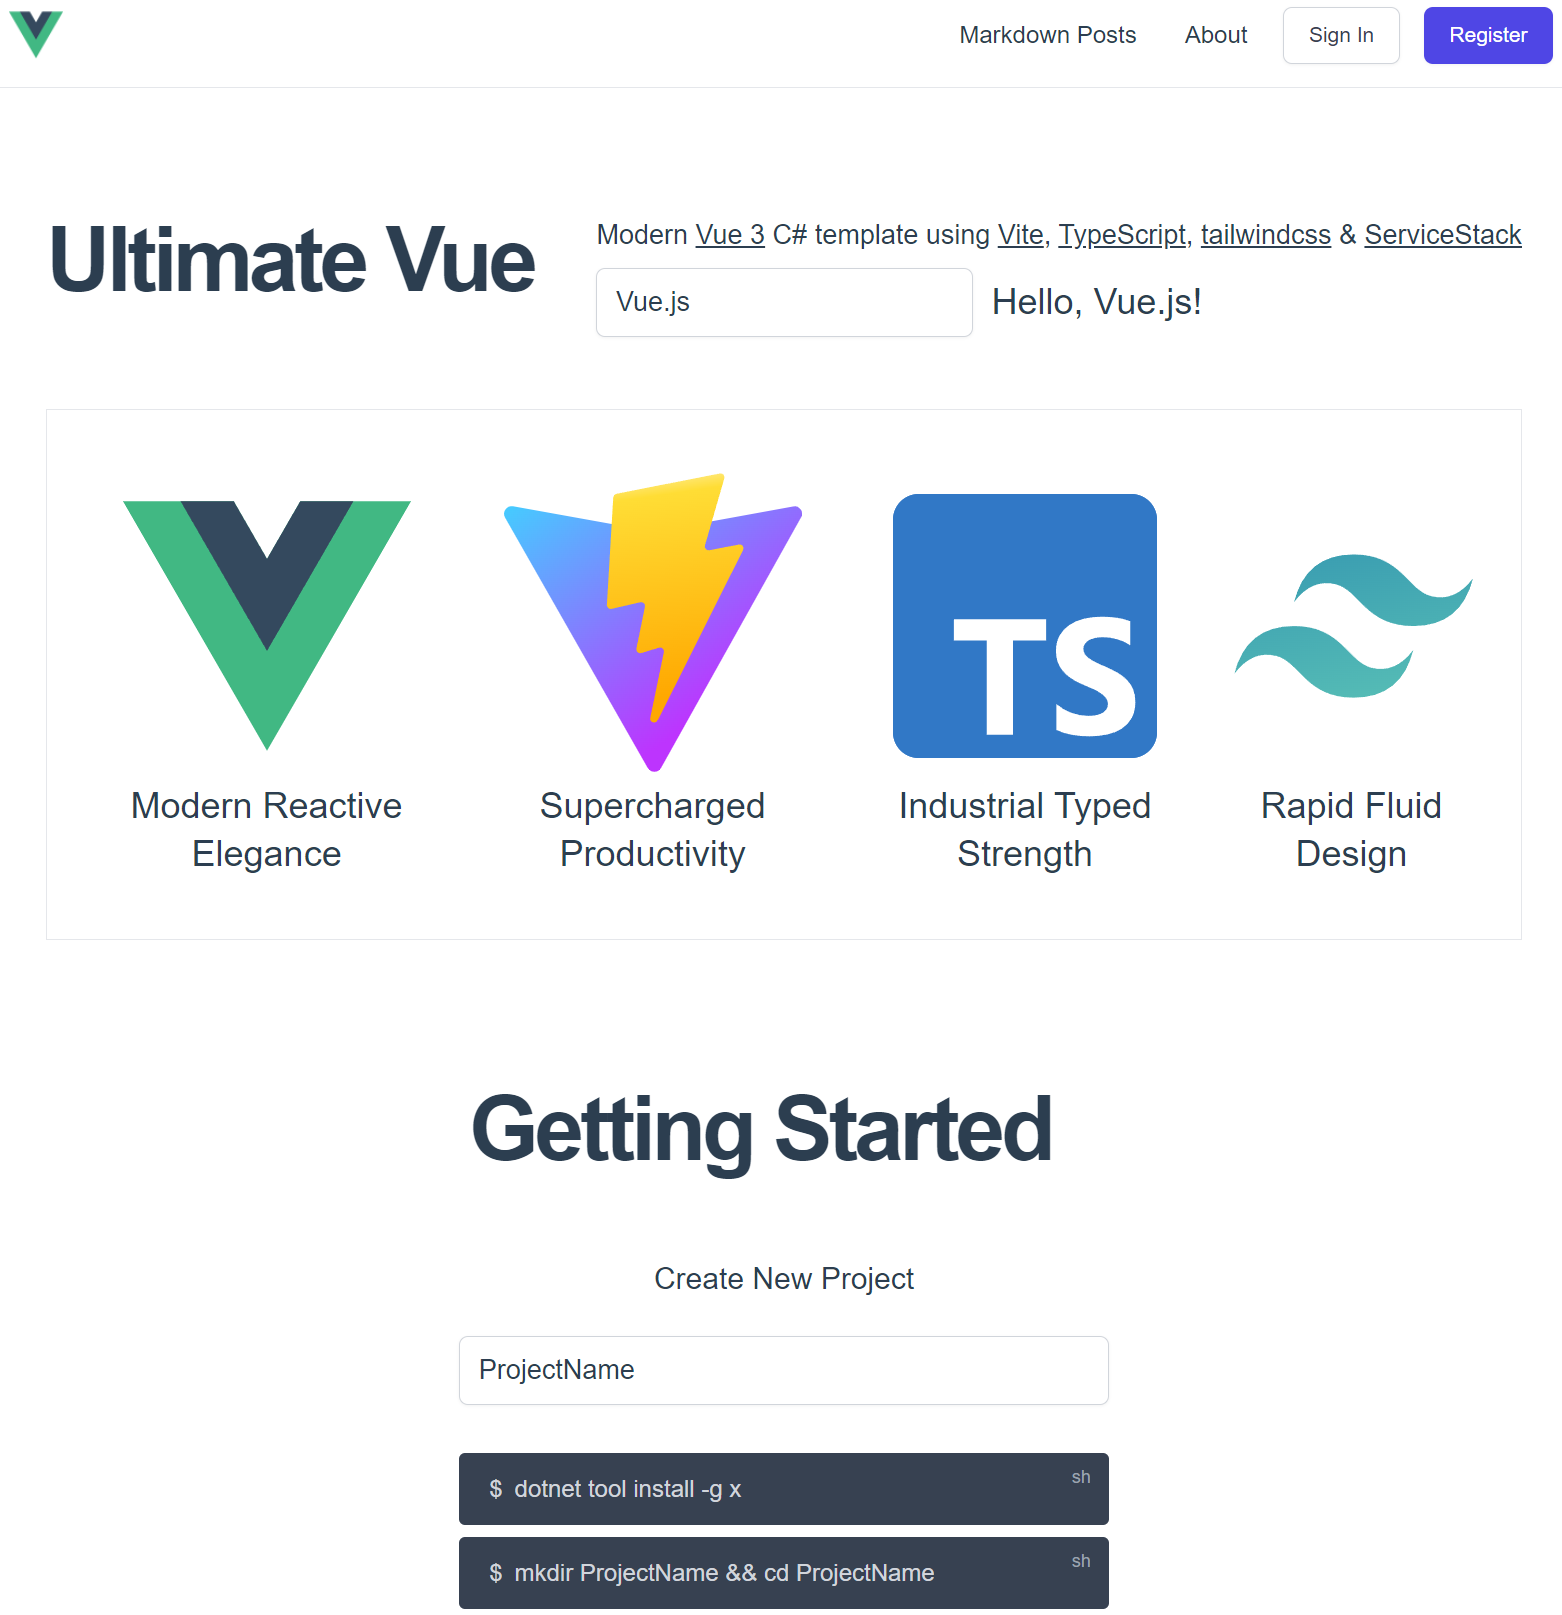 Markdown Posts About Sign In Register
Ultimate Vue
Modern Vue 3 C# template using Vite, TypeScript, tailwindcss & ServiceStack
Vue.js Hello, Vue.js!
TS
Modern Reactive
Elegance
Supercharged
Productivity
Industrial Typed
Strength
Rapid Fluid
Design
Getting Started
Create New Project
ProjectName
$ dotnet tool install -g x sh
$ mkdir ProjectName && cd ProjectName sh